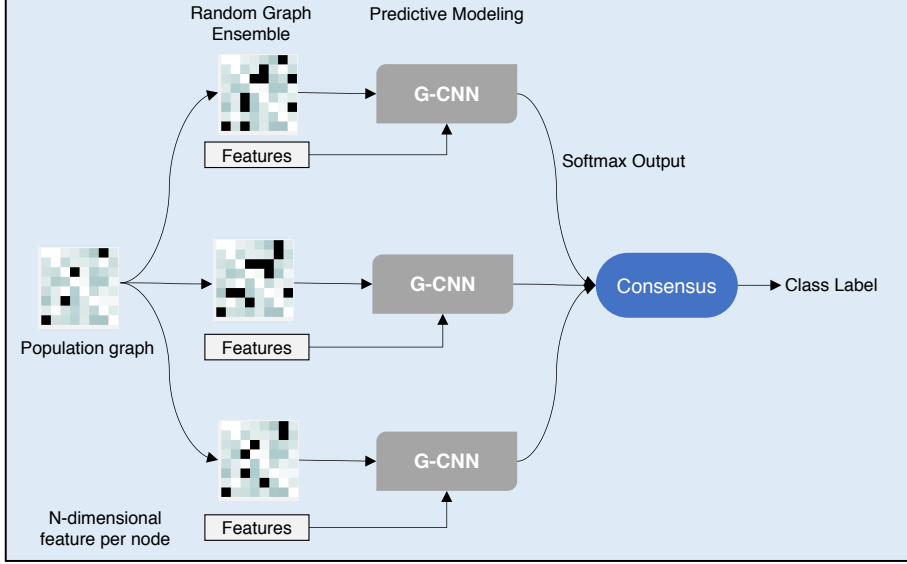 Random Graph
Ensemble
Predictive Modeling
G-CNN
Features
Softmax Output
Population graph
G-CNN
Features
Consensus
Class Label
G-CNN
N-dimensional
feature per node
Features